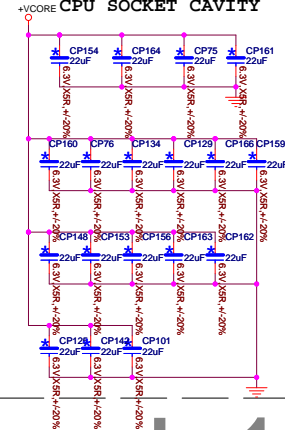 +VCORE CPU SOCKET CAVITY
CP154 CP164 CP75 CP161
22uF 22uF 22uF 22uF
6.3V,X5R,+/-20% 6.3V,X5R,+/-20% 6.3V,X5R,+/-20% 6.3V,X5R,+/-20%
CP160 CP76 CP134 CP129 CP166 CP159
22uF 22uF 22uF 22uF 22uF 22uF
6.3V,X5R,+/-20% 6.3V,X5R,+/-20% 6.3V,X5R,+/-20% 6.3V,X5R,+/-20% 6.3V,X5R,+/-20% 6.3V,X5R,+/-20%
CP148 CP153 CP156 CP163 CP162
22uF 22uF 22uF 22uF 22uF
6.3V,X5R,+/-20% 6.3V,X5R,+/-20% 6.3V,X5R,+/-20% 6.3V,X5R,+/-20% 6.3V,X5R,+/-20%
CP101
22uF 22uF 22uF
6.3V,X5R,+/-20% 6.3V,X5R,+/-20% 6.3V,X5R,+/-20%